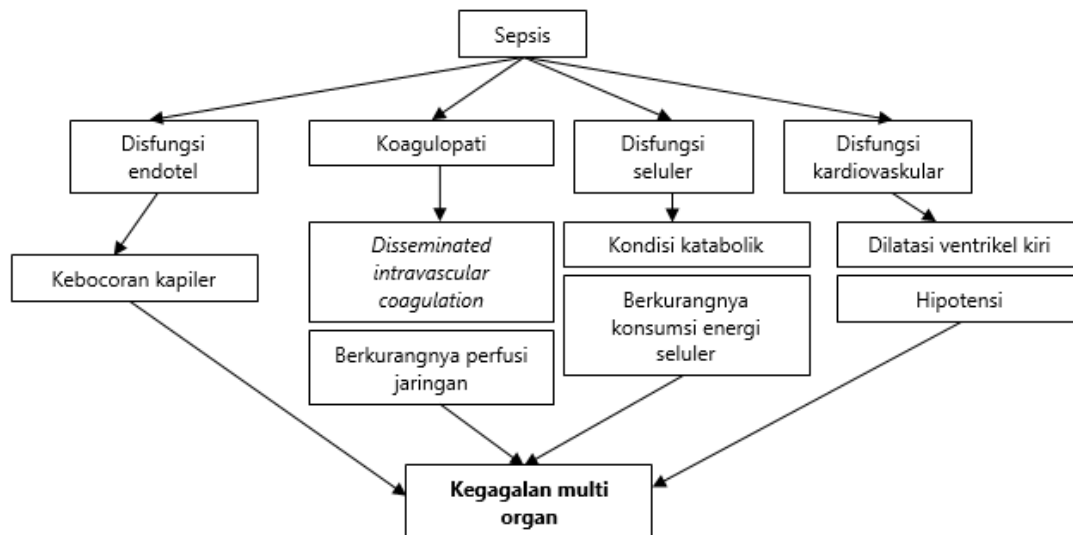 Sepsis
Disfungsi
endotel
Koagulopati
Disfungsi
seluler
Disfungsi
kardiovaskular
Kebocoran kapiler
Disseminated
intravascular
coagulation
Kondisi katabolik
Dilatasi ventrikel kiri
Berkurangnya perfusi
jaringan
Berkurangnya
konsumsi energi
seluler
Hipotensi
Kegagalan multi
organ